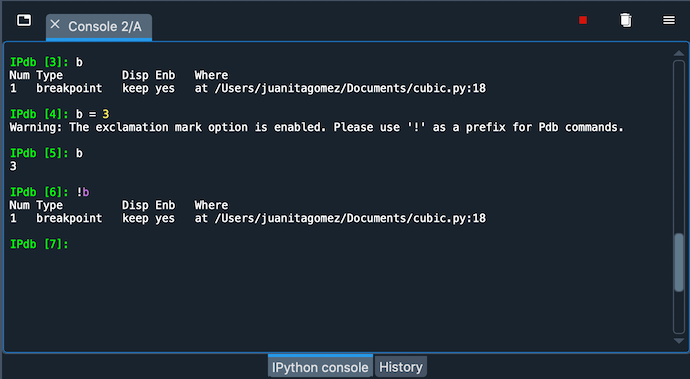 Console 2/A
IPdb [3]: b
Num Type         Disp Enb   Where
1   breakpoint   keep yes   at /Users/juanitagomez/Documents/cubic.py:18
IPdb [4]: b = 3
Warning: The exclamation mark option is enabled. Please use '!' as a prefix for Pdb commands.
IPdb [5]: b
3
IPdb [6]: !b
Num Type         Disp Enb   Where
1   breakpoint   keep yes   at /Users/juanitagomez/Documents/cubic.py:18
IPdb [7]:
IPython console History